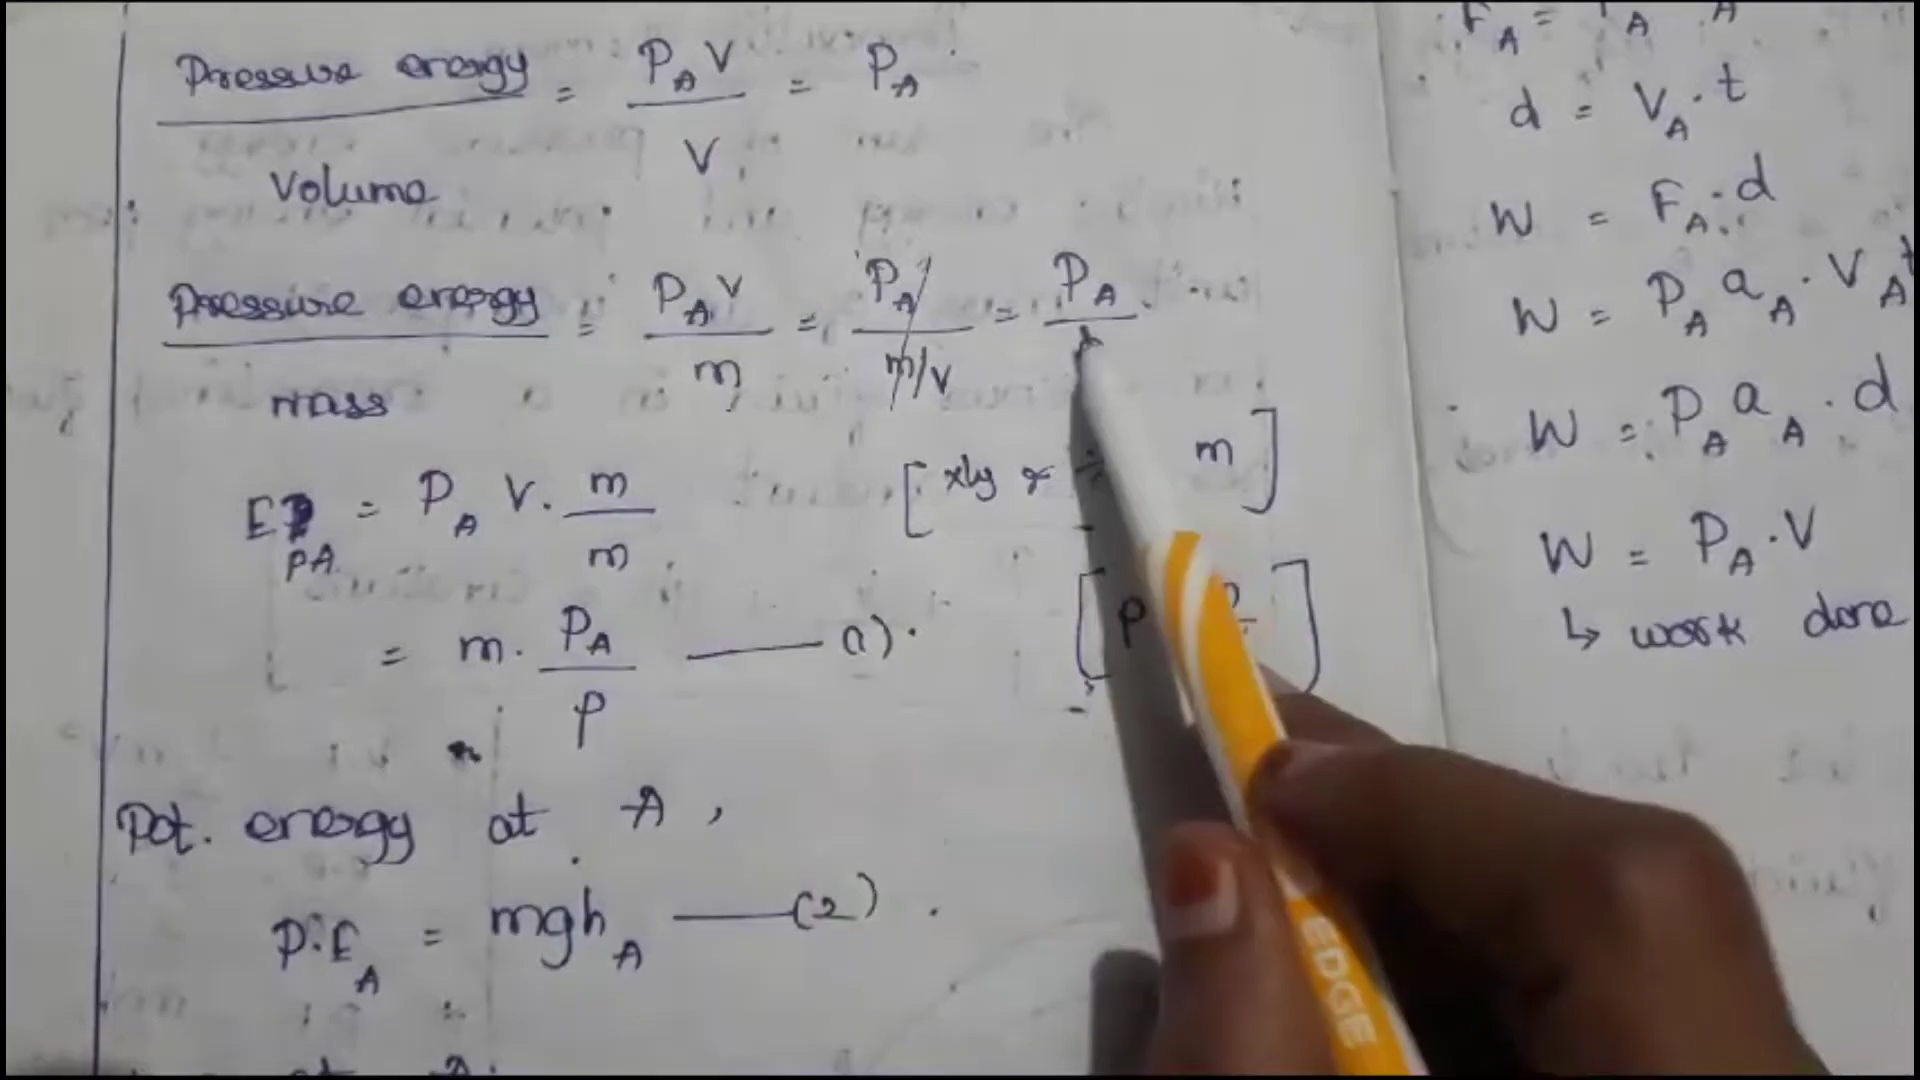 Pressure energy / Volume = P_A V / V = P_A
Pressure energy / mass = P_A V / m = P_A / m/V = P_A /
E_PA = P_A V . m / m [ xly & ÷ m ]
= m . P_A / ρ —— (1) . [ ρ
Pot. energy at A ,
P.E_A = mgh_A —— (2) .
at A
F_A = P_A A
d = V_A . t
W = F_A . d
W = P_A a_A . V_A t
W = P_A a_A . d
W = P_A . V
↳ work done
EDGE